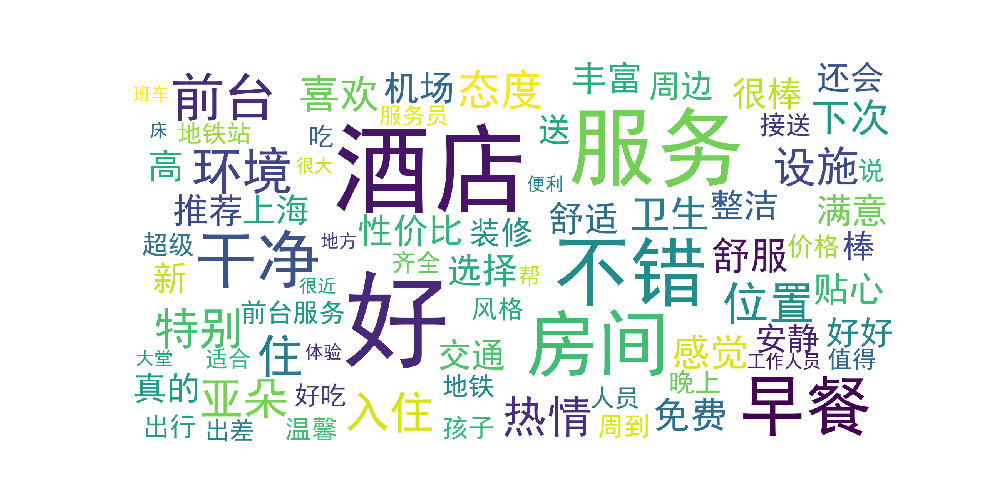 班车 前台 喜欢 机场 态度 丰富 周边 很棒 还会
床 地铁站 吃 服务员 送 服务 接送 下次
高 环境 很大 酒店 便利 设施 说
推荐 上海 性价比 装修 舒适 卫生 整洁 满意
超级 干净 地方 齐全 选择 帮 不错 舒服 价格 棒
新 很近 好 风格 位置 贴心
特别 前台服务 房间 感觉 安静 好好
大堂 适合 住 体验 交通 工作人员 值得
真的 亚朵 好吃 地铁 人员 晚上 早餐
出行 出差 温馨 入住 孩子 热情 周到 免费